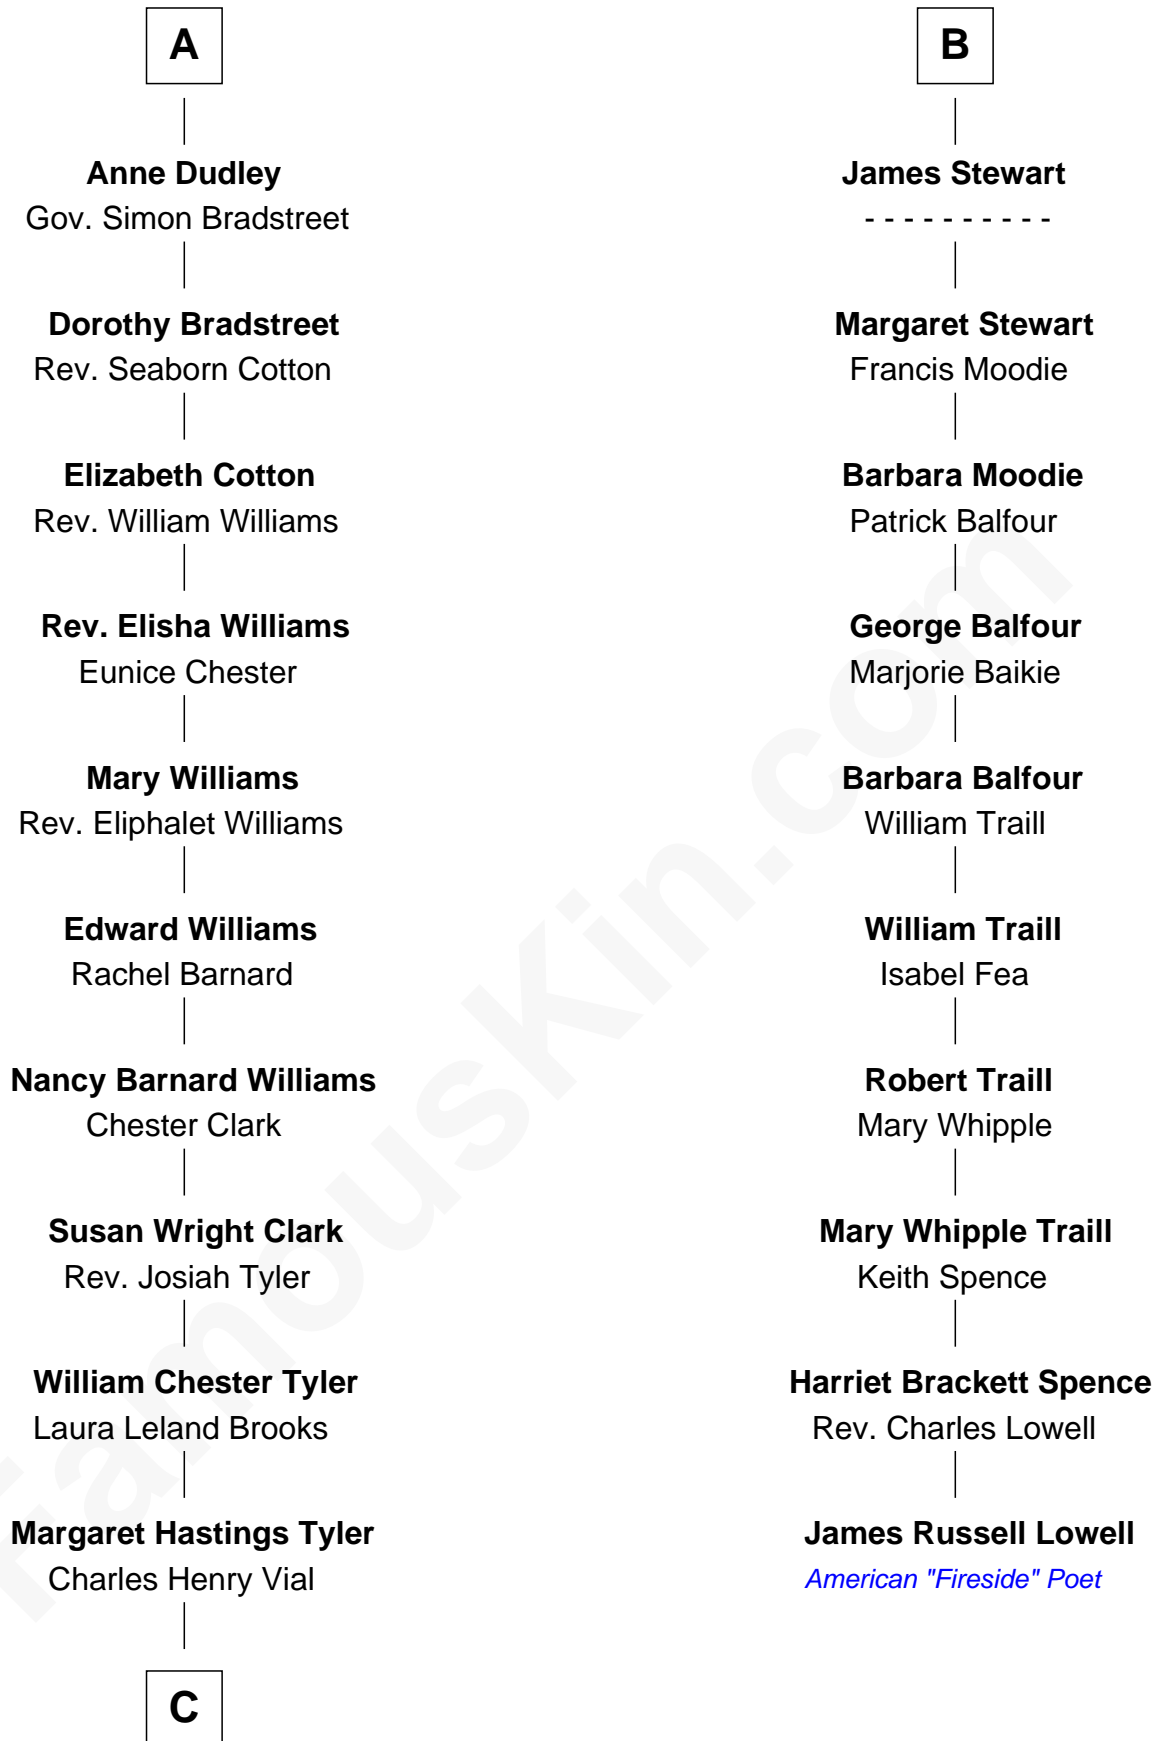 A
Anne Dudley
Gov. Simon Bradstreet
Dorothy Bradstreet
Rev. Seaborn Cotton
Elizabeth Cotton
Rev. William Williams
Rev. Elisha Williams
Eunice Chester
Mary Williams
Rev. Eliphalet Williams
Edward Williams
Rachel Barnard
Nancy Barnard Williams
Chester Clark
Susan Wright Clark
Rev. Josiah Tyler
William Chester Tyler
Laura Leland Brooks
Margaret Hastings Tyler
Charles Henry Vial
C
B
James Stewart
- - - - - - - - - -
Margaret Stewart
Francis Moodie
Barbara Moodie
Patrick Balfour
George Balfour
Marjorie Baikie
Barbara Balfour
William Traill
William Traill
Isabel Fea
Robert Traill
Mary Whipple
Mary Whipple Traill
Keith Spence
Harriet Brackett Spence
Rev. Charles Lowell
James Russell Lowell
American "Fireside" Poet
FamousKin.com